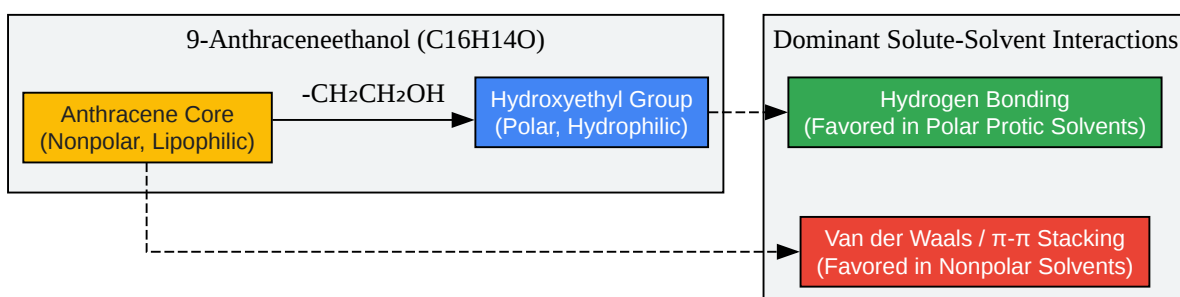 9-Anthraceneethanol (C16H14O)
Anthracene Core
(Nonpolar, Lipophilic)
-CH₂CH₂OH
Hydroxyethyl Group
(Polar, Hydrophilic)
Dominant Solute-Solvent Interactions
Hydrogen Bonding
(Favored in Polar Protic Solvents)
Van der Waals / π-π Stacking
(Favored in Nonpolar Solvents)